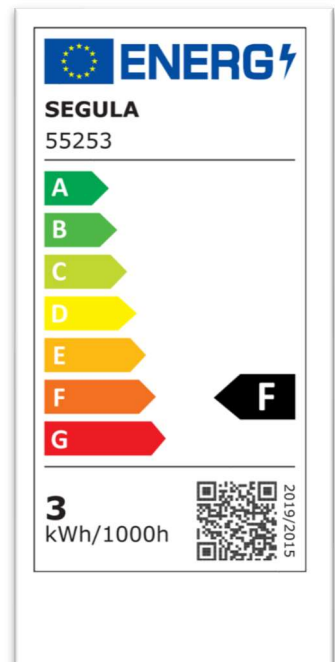 ENERG
SEGULA
55253
A
B
C
D
E
F
F
G
3
kWh/1000h
2019/2015